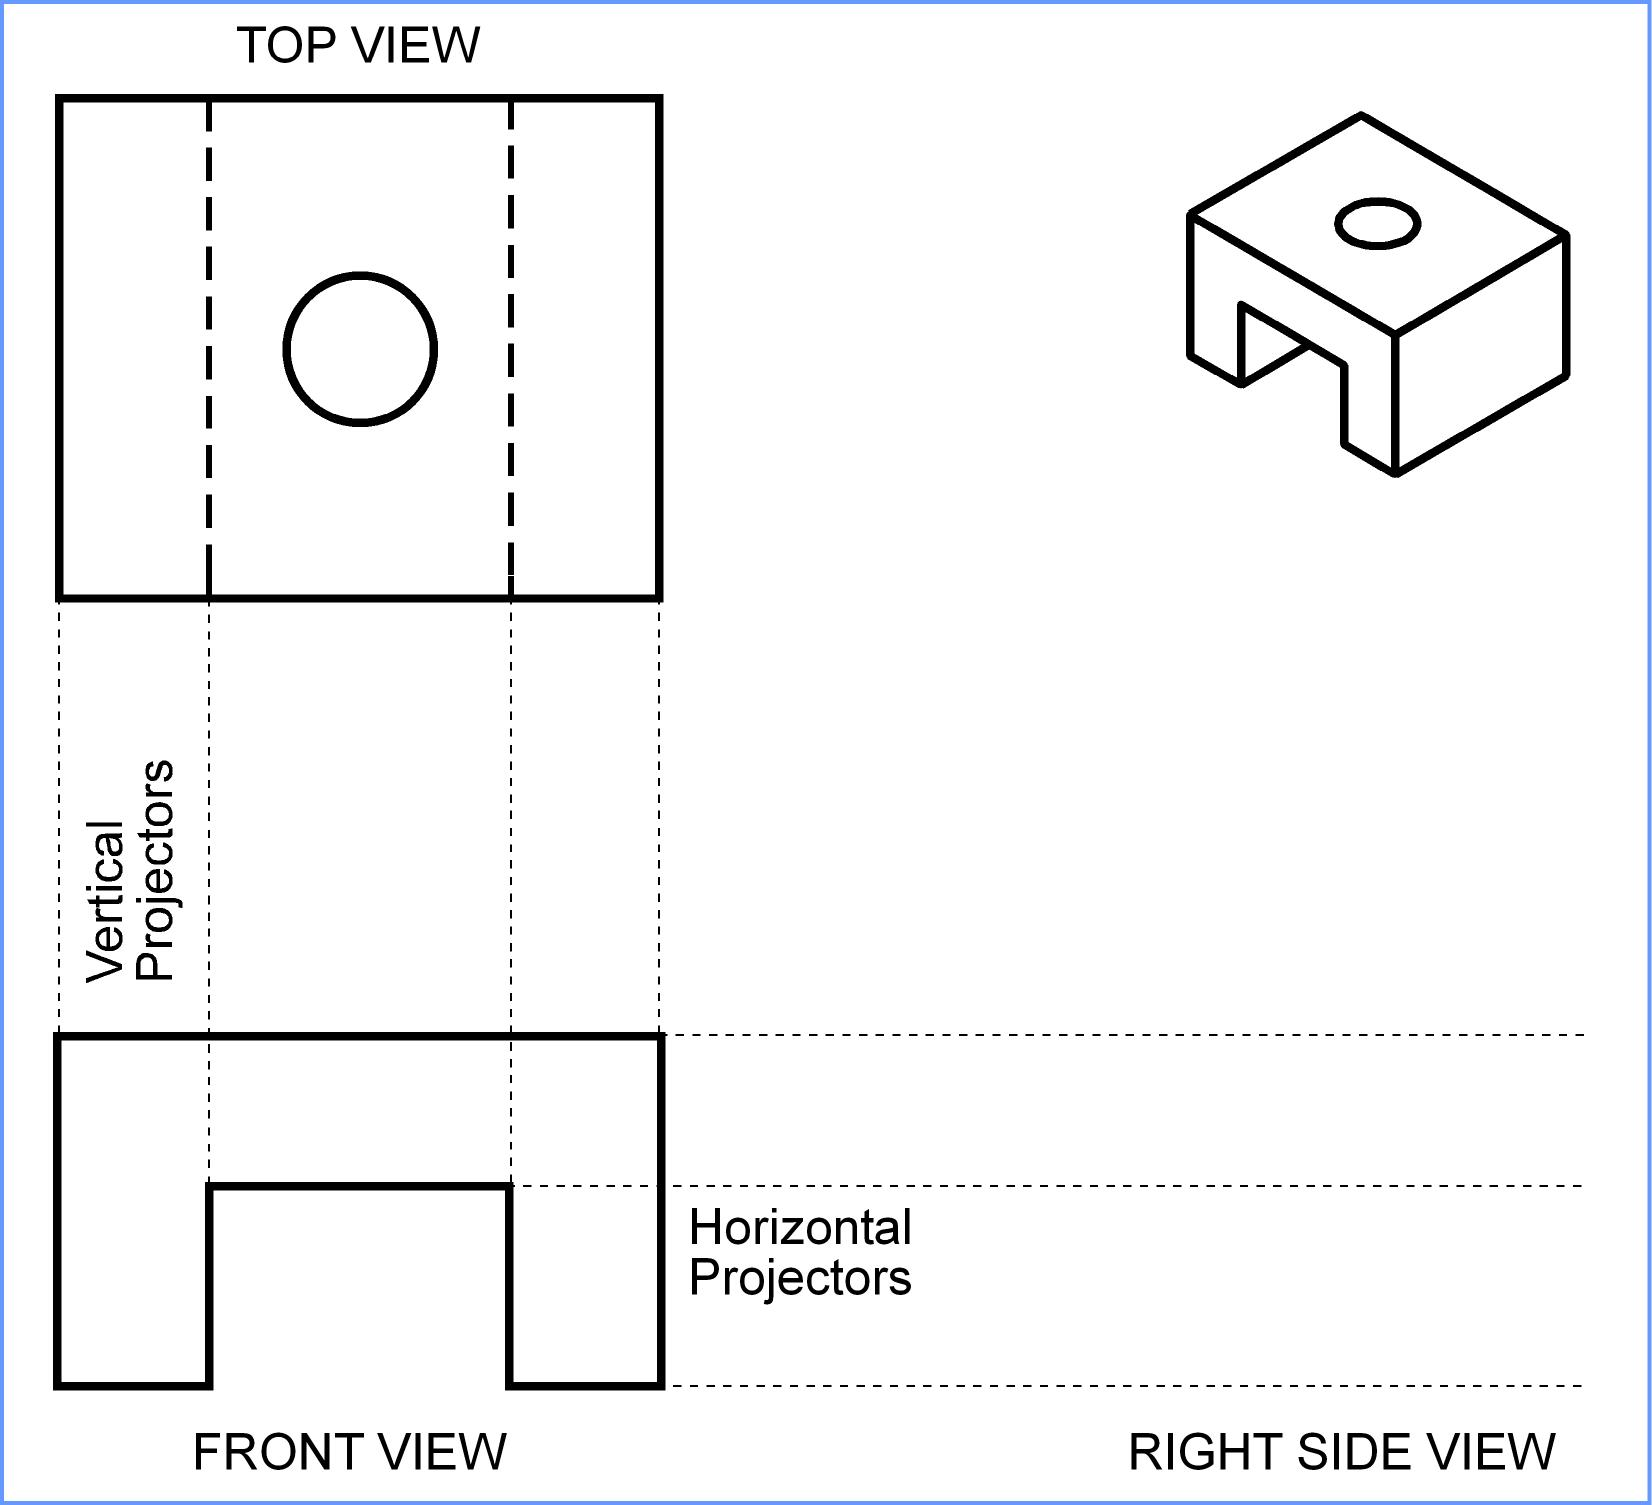 TOP VIEW
Vertical
Projectors
Horizontal
Projectors
FRONT VIEW
RIGHT SIDE VIEW